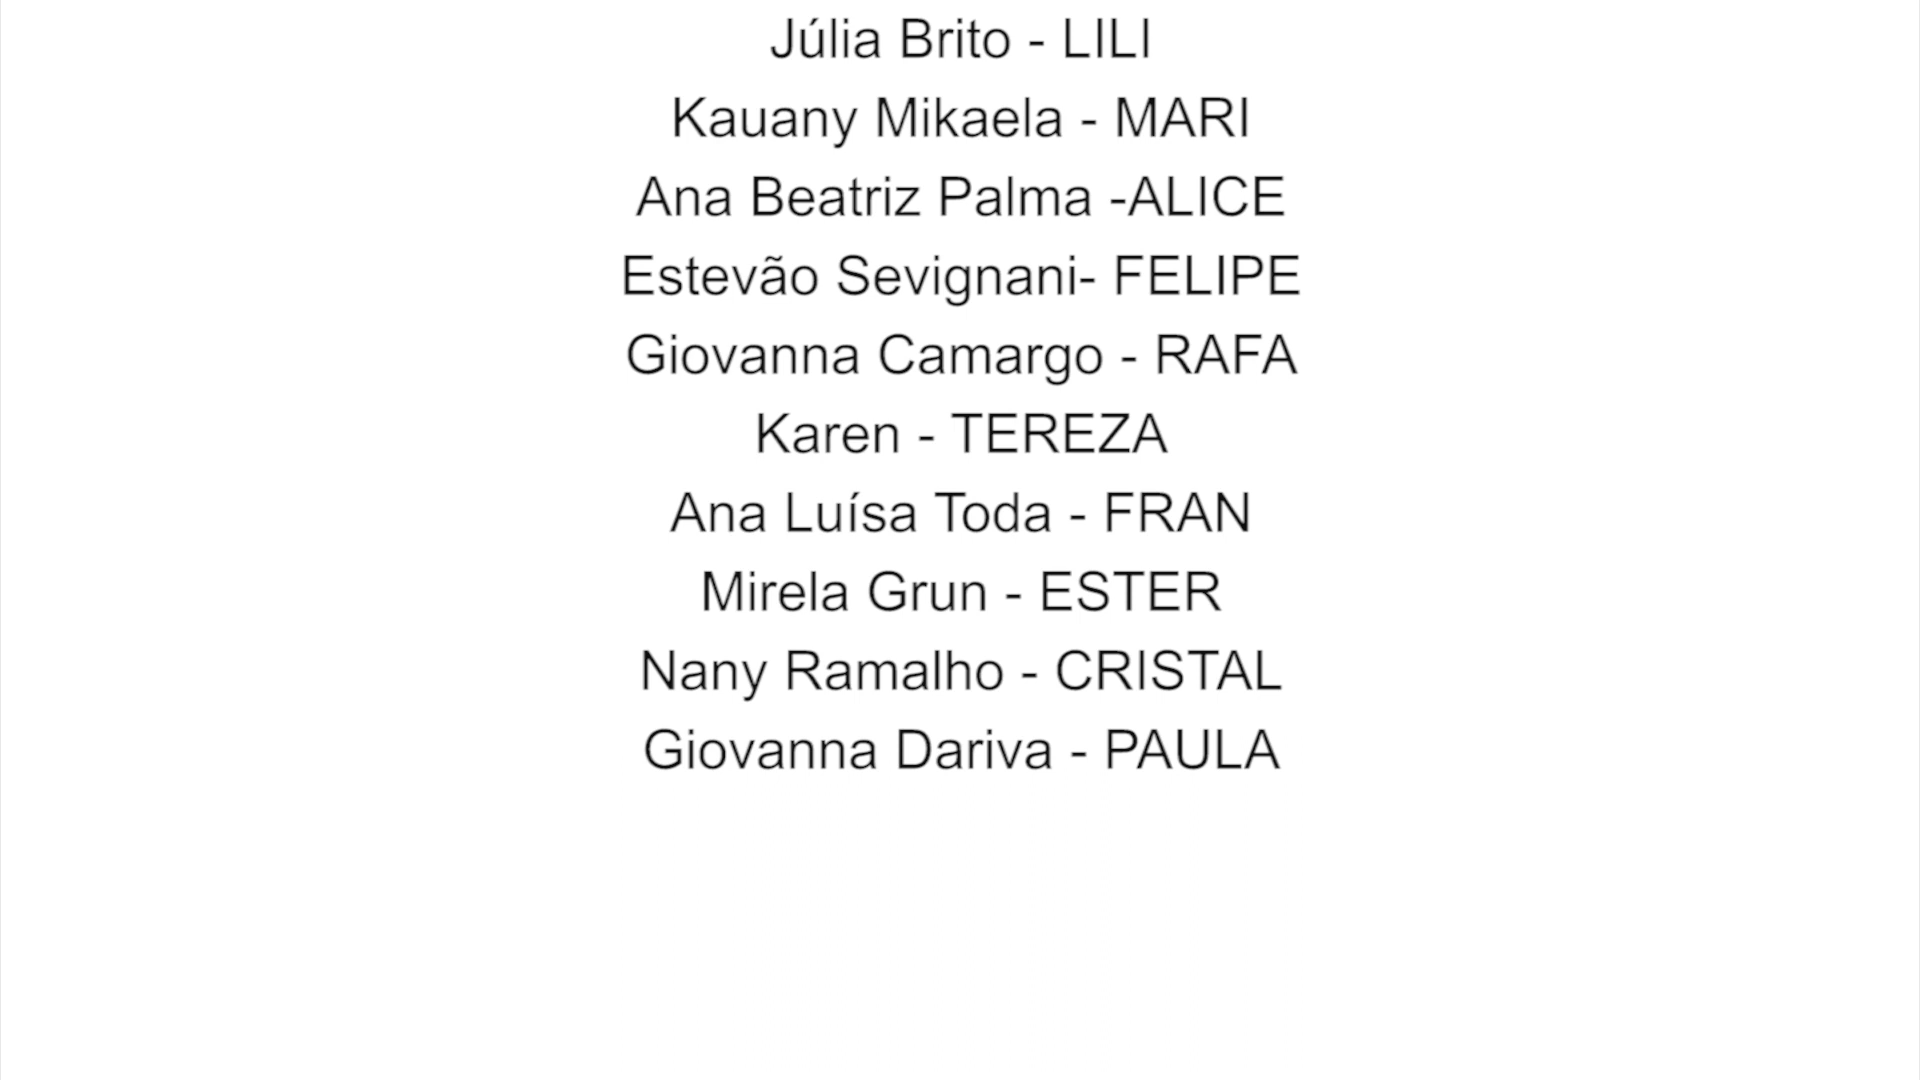 Júlia Brito - LILI
Kauany Mikaela - MARI
Ana Beatriz Palma -ALICE
Estevão Sevignani- FELIPE
Giovanna Camargo - RAFA
Karen - TEREZA
Ana Luísa Toda - FRAN
Mirela Grun - ESTER
Nany Ramalho - CRISTAL
Giovanna Dariva - PAULA